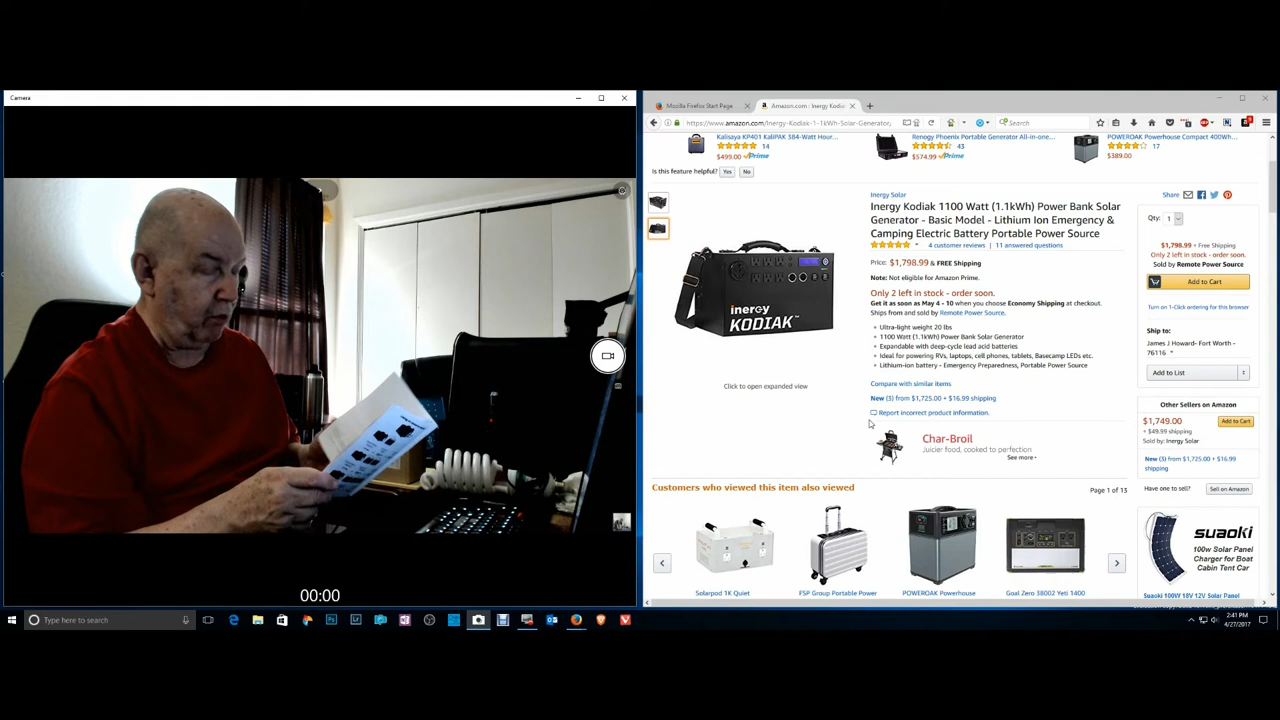 Camera
00:00
Mozilla Firefox Start Page
Amazon.com : Inergy Kodia
https://www.amazon.com/Inergy-Kodiak-1-1kWh-Solar-Generator,
Search
Kalisaya KP401 KaliPAK 384-Watt Hour...
14
$499.00 Prime
Renogy Phoenix Portable Generator All-in-one...
43
$574.99 Prime
POWEROAK Powerhouse Compact 400Wh...
17
$389.00
Is this feature helpful? Yes No
inergy
KODIAK
Click to open expanded view
Inergy Solar
Inergy Kodiak 1100 Watt (1.1kWh) Power Bank Solar
Generator - Basic Model - Lithium Ion Emergency &
Camping Electric Battery Portable Power Source
4 customer reviews | 11 answered questions
Price: $1,798.99 & FREE Shipping
Note: Not eligible for Amazon Prime.
Only 2 left in stock - order soon.
Get it as soon as May 4 - 10 when you choose Economy Shipping at checkout.
Ships from and sold by Remote Power Source.
Ultra-light weight 20 lbs
1100 Watt (1.1kWh) Power Bank Solar Generator
Expandable with deep-cycle lead acid batteries
Ideal for powering RVs, laptops, cell phones, tablets, Basecamp LEDs etc.
Lithium-ion battery - Emergency Preparedness, Portable Power Source
Compare with similar items
New (3) from $1,725.00 + $16.99 shipping
Report incorrect product information.
Char-Broil
Juicier food, cooked to perfection
See more
Share
Qty: 1
$1,798.99 + Free Shipping
Only 2 left in stock - order soon.
Sold by Remote Power Source
Add to Cart
Turn on 1-Click ordering for this browser
Ship to:
James J Howard- Fort Worth -
76116
Add to List
Other Sellers on Amazon
$1,749.00 Add to Cart
+ $49.99 shipping
Sold by: Inergy Solar
New (3) from $1,725.00 + $16.99
shipping
Have one to sell? Sell on Amazon
Customers who viewed this item also viewed
Page 1 of 13
Solarpod 1K Quiet
FSP Group Portable Power
POWEROAK Powerhouse
Goal Zero 38002 Yeti 1400
suaoki
100w Solar Panel
Charger for Boat
Cabin Tent Car
Suaoki 100W 18V 12V Solar Panel
Type here to search
2:41 PM
4/27/2017